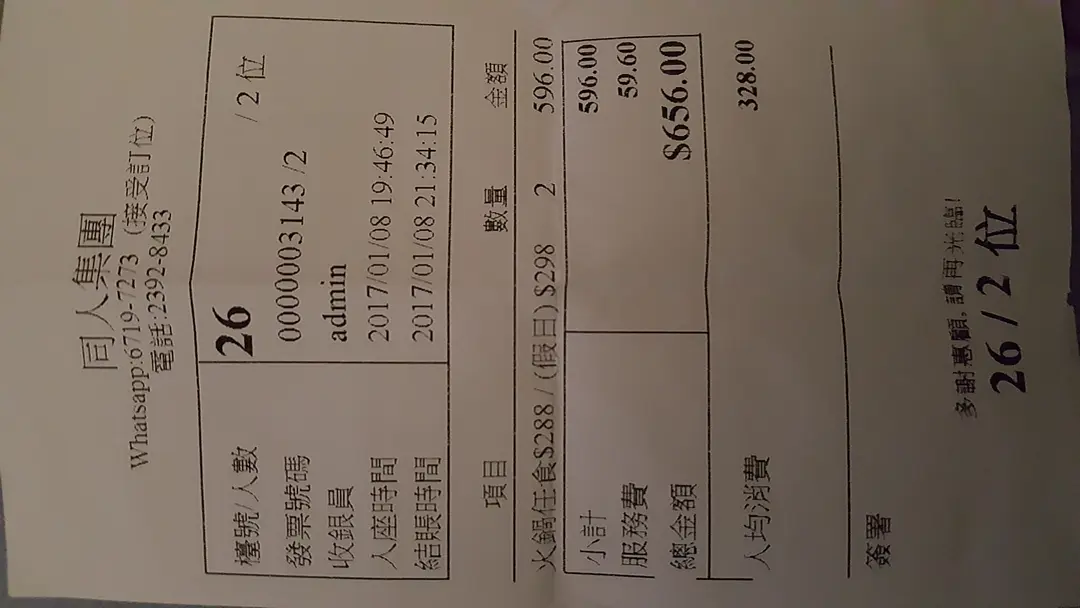 同人集團
Whatsapp:6719-7273 (接受訂位)
電話:2392-8433
檯號/人數 26 / 2 位
發票號碼 0000003143 /2
收銀員 admin
入座時間 2017/01/08 19:46:49
結賬時間 2017/01/08 21:34:15
項目 數量 金額
火鍋任食$288 / (假日) $298 2 596.00
小計 596.00
服務費 59.60
總金額 $656.00
人均消費 328.00
簽署
多謝惠顧, 請再光臨!
26 / 2 位